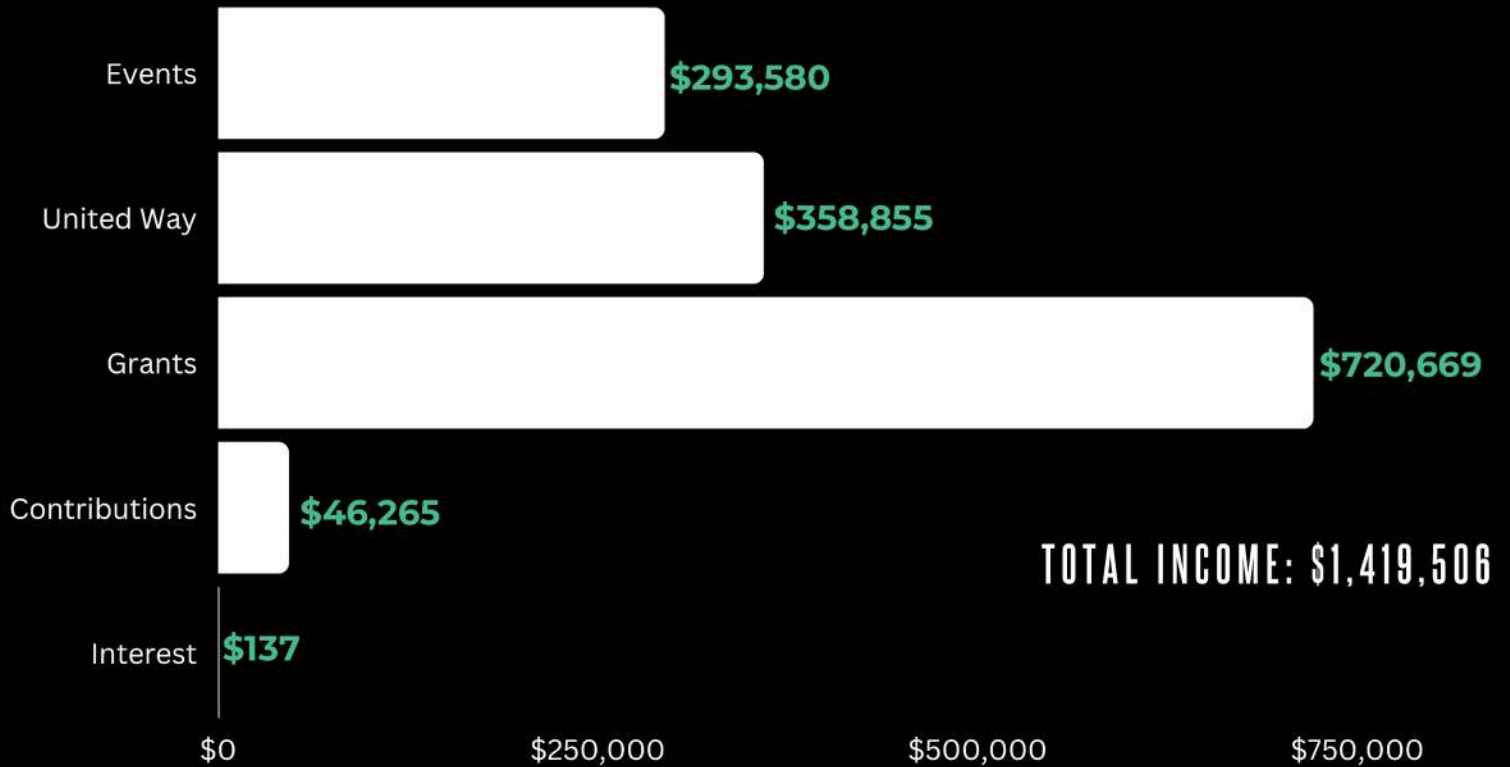 Events
$293,580
United Way
$358,855
Grants
$720,669
Contributions
$46,265
TOTAL INCOME: $1,419,506
Interest
$137
$0
$250,000
$500,000
$750,000